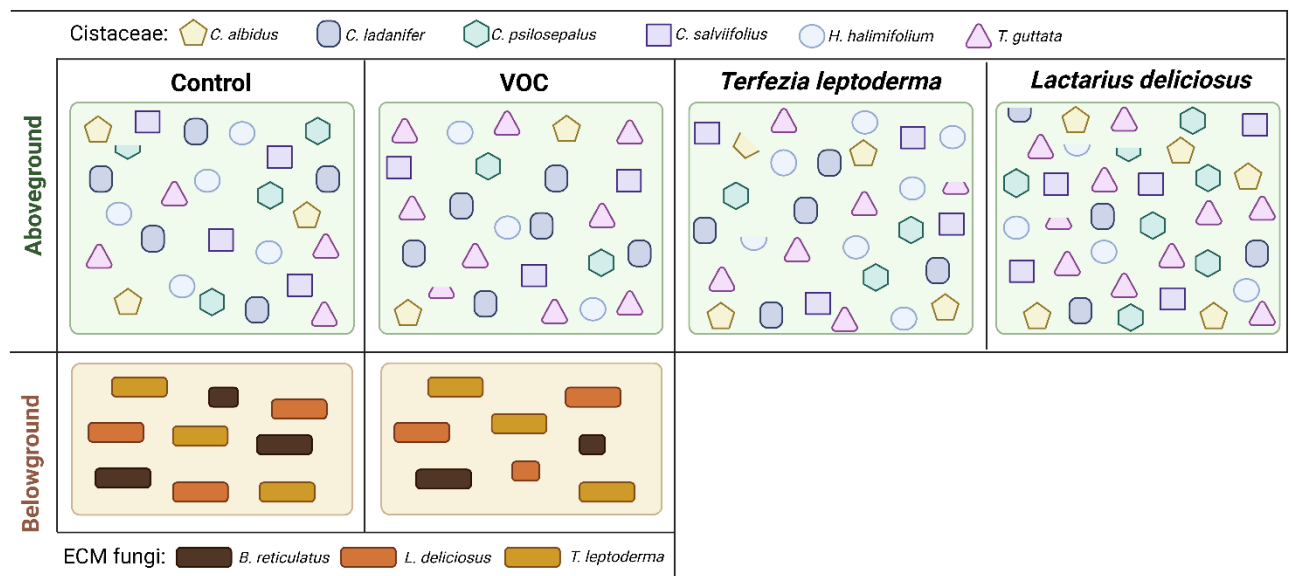 Cistaceae: C. albidus C. ladanifer C. psilosepalus C. salviifolius H. halimifolium T. guttata
Control VOC Terfezia leptoderma Lactarius deliciosus
Aboveground
Belowground
ECM fungi: B. reticulatus L. deliciosus T. leptoderma